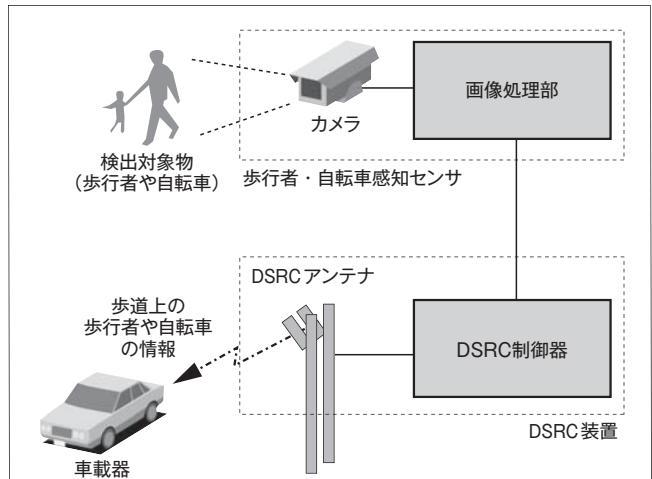 画像処理部
カメラ
検出対象物
（歩行者や自転車）
歩行者・自転車感知センサ
DSRCアンテナ
歩道上の
歩行者や自転車
の情報
DSRC制御器
DSRC装置
車載器